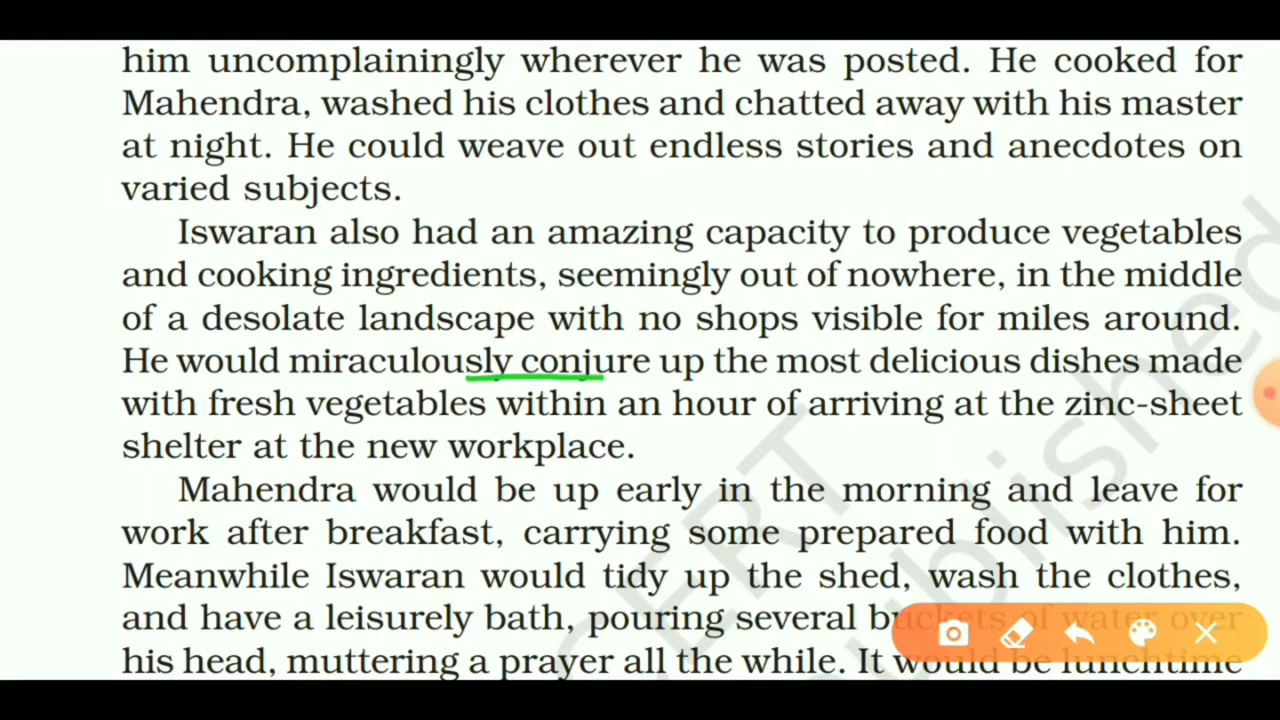 him uncomplainingly wherever he was posted. He cooked for
Mahendra, washed his clothes and chatted away with his master
at night. He could weave out endless stories and anecdotes on
varied subjects.
Iswaran also had an amazing capacity to produce vegetables
and cooking ingredients, seemingly out of nowhere, in the middle
of a desolate landscape with no shops visible for miles around.
He would miraculously conjure up the most delicious dishes made
with fresh vegetables within an hour of arriving at the zinc-sheet
shelter at the new workplace.
Mahendra would be up early in the morning and leave for
work after breakfast, carrying some prepared food with him.
Meanwhile Iswaran would tidy up the shed, wash the clothes,
and have a leisurely bath, pouring several buckets of water over
his head, muttering a prayer all the while. It would be lunchtime